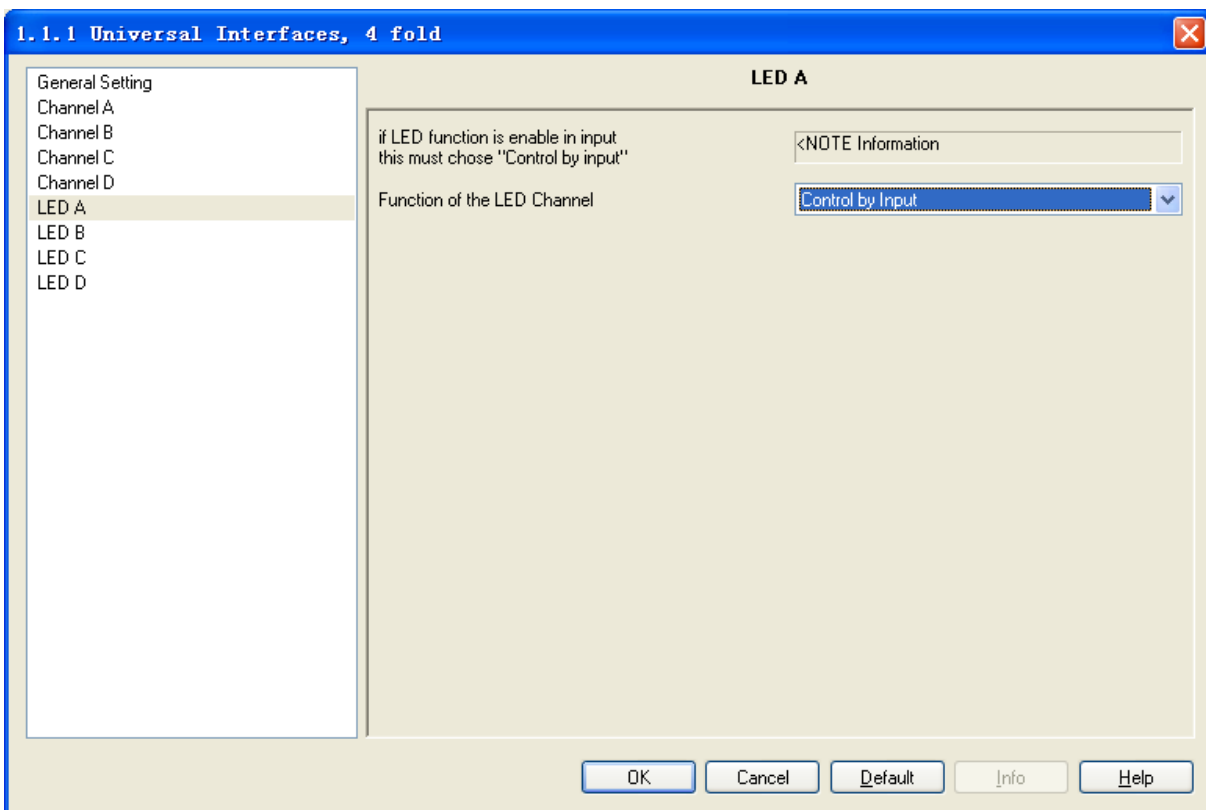 1.1.1 Universal Interfaces, 4 fold
General Setting
Channel A
Channel B
Channel C
Channel D
LED A
LED B
LED C
LED D
LED A
if LED function is enable in input
this must chose "Control by input"
<NOTE Information
Function of the LED Channel
Control by Input
OK
Cancel
Default
Info
Help